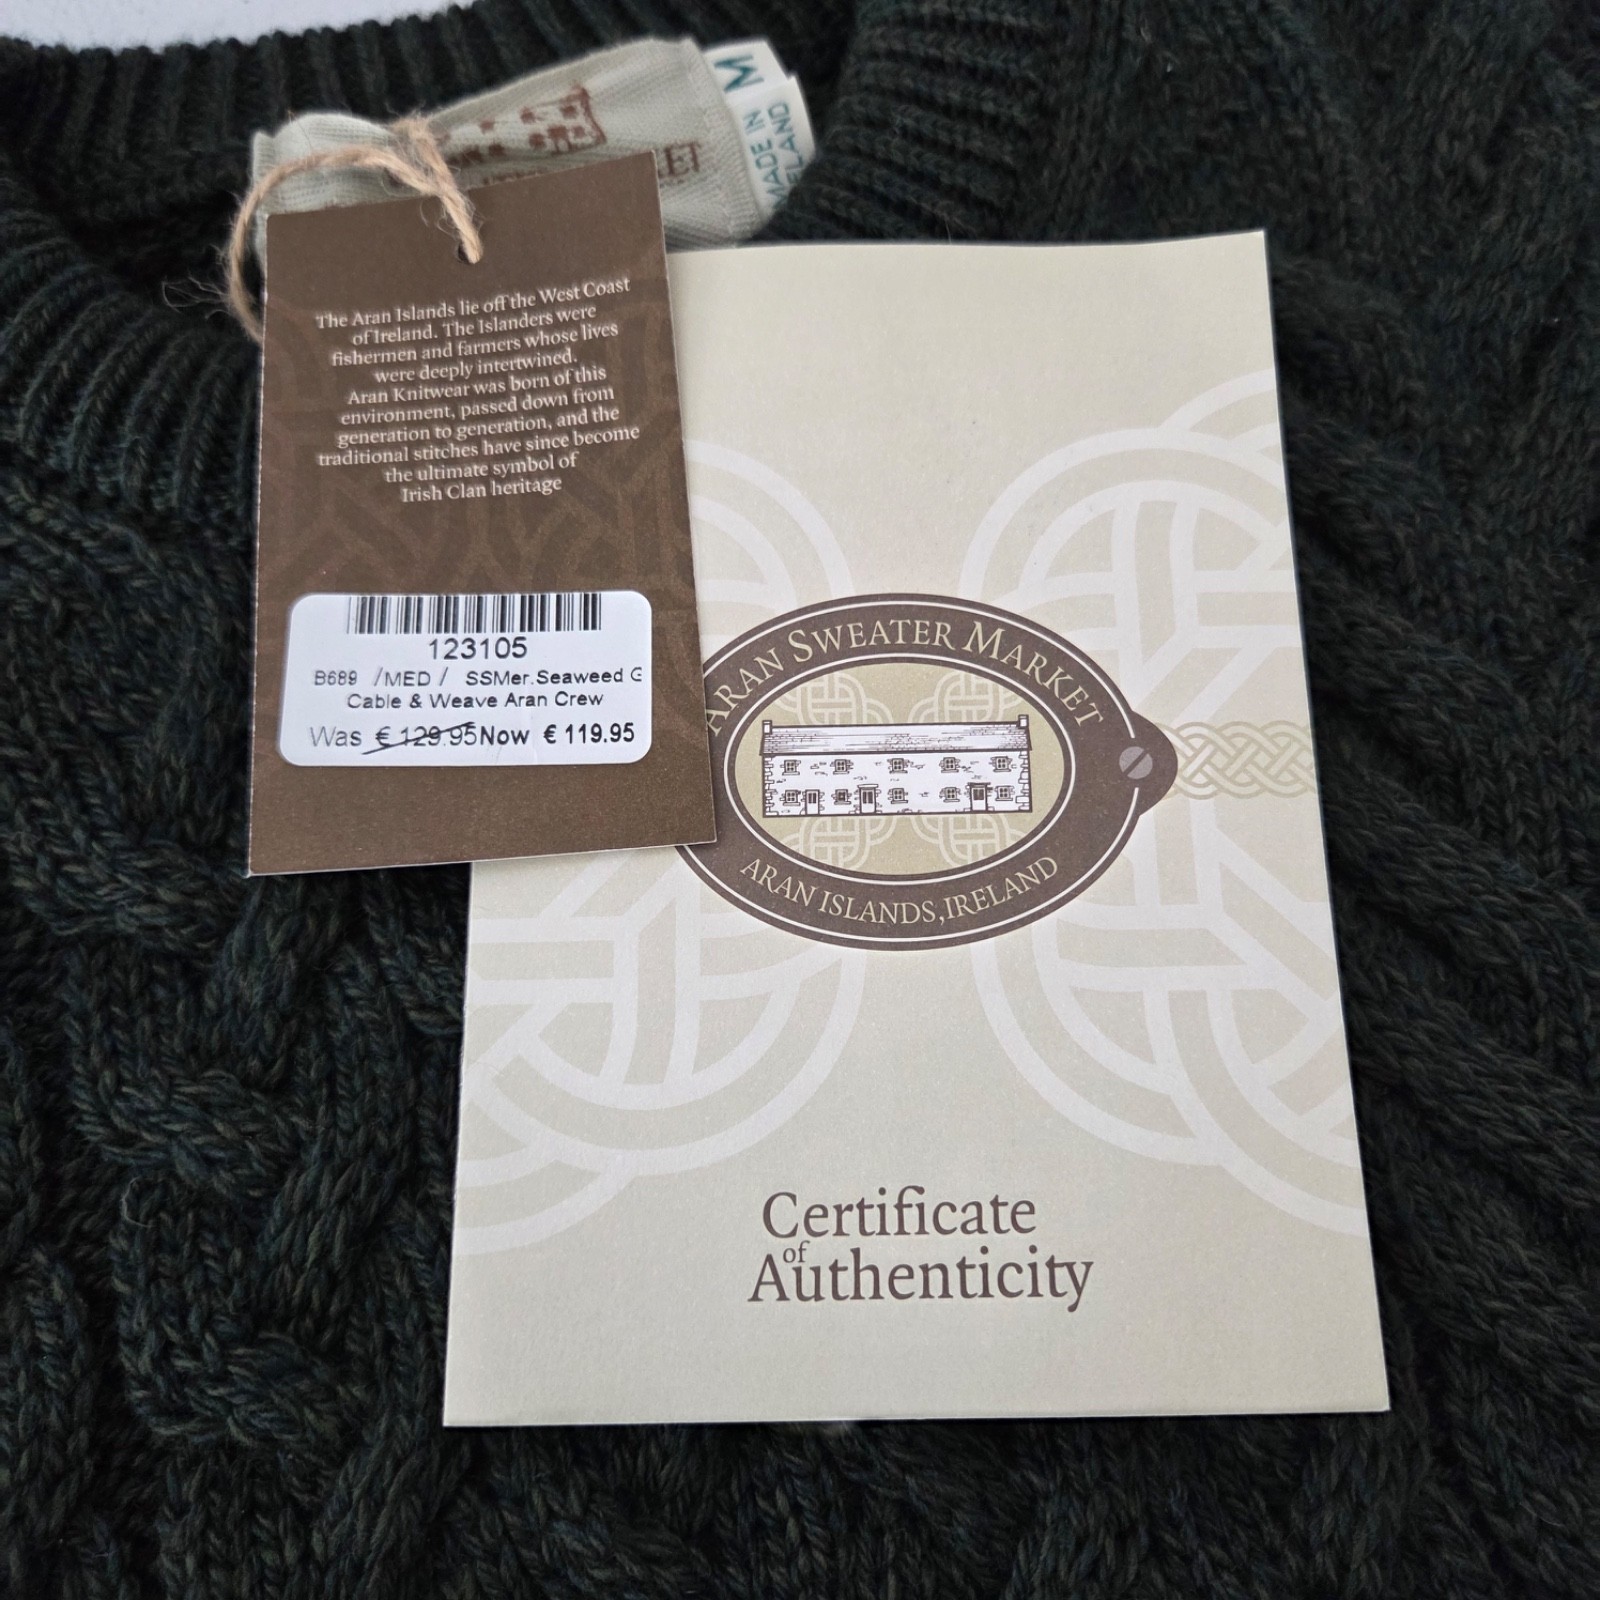 M
MADE IN
The Aran Islands lie off the West Coast
of Ireland. The Islanders were
fishermen and farmers whose lives
were deeply intertwined.
Aran Knitwear was born of this
environment, passed down from
generation to generation, and the
traditional stitches have since become
the ultimate symbol of
Irish Clan heritage
123105
B689 /MED / SSMer.Seaweed G
Cable & Weave Aran Crew
Was € 129.95 Now € 119.95
ARAN SWEATER MARKET
ARAN ISLANDS, IRELAND
Certificate
of
Authenticity